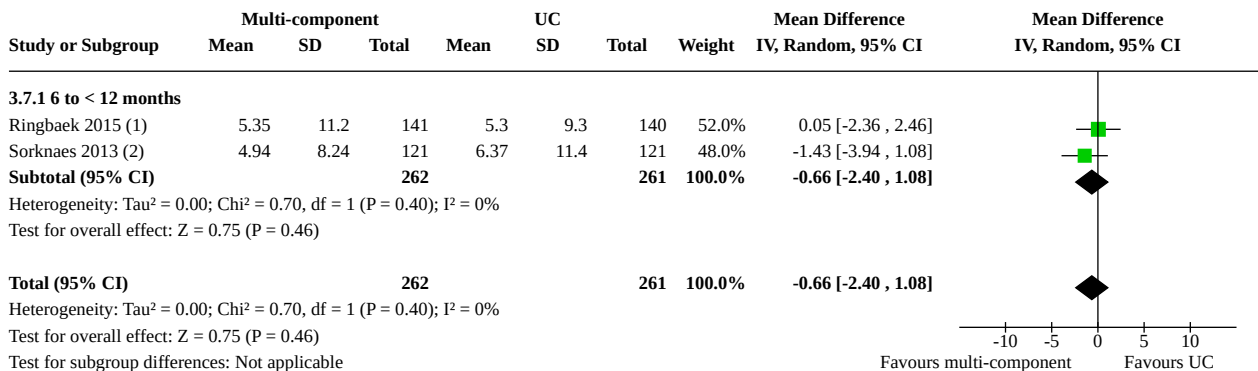 Multi-component UC Mean Difference Mean Difference
Study or Subgroup Mean SD Total Mean SD Total Weight IV, Random, 95% CI IV, Random, 95% CI
3.7.1 6 to < 12 months
Ringbaek 2015 (1) 5.35 11.2 141 5.3 9.3 140 52.0% 0.05 [-2.36 , 2.46]
Sorknaes 2013 (2) 4.94 8.24 121 6.37 11.4 121 48.0% -1.43 [-3.94 , 1.08]
Subtotal (95% CI) 262 261 100.0% -0.66 [-2.40 , 1.08]
Heterogeneity: Tau² = 0.00; Chi² = 0.70, df = 1 (P = 0.40); I² = 0%
Test for overall effect: Z = 0.75 (P = 0.46)
Total (95% CI) 262 261 100.0% -0.66 [-2.40 , 1.08]
Heterogeneity: Tau² = 0.00; Chi² = 0.70, df = 1 (P = 0.40); I² = 0%
Test for overall effect: Z = 0.75 (P = 0.46) -10 -5 0 5 10
Test for subgroup differences: Not applicable Favours multi-component Favours UC